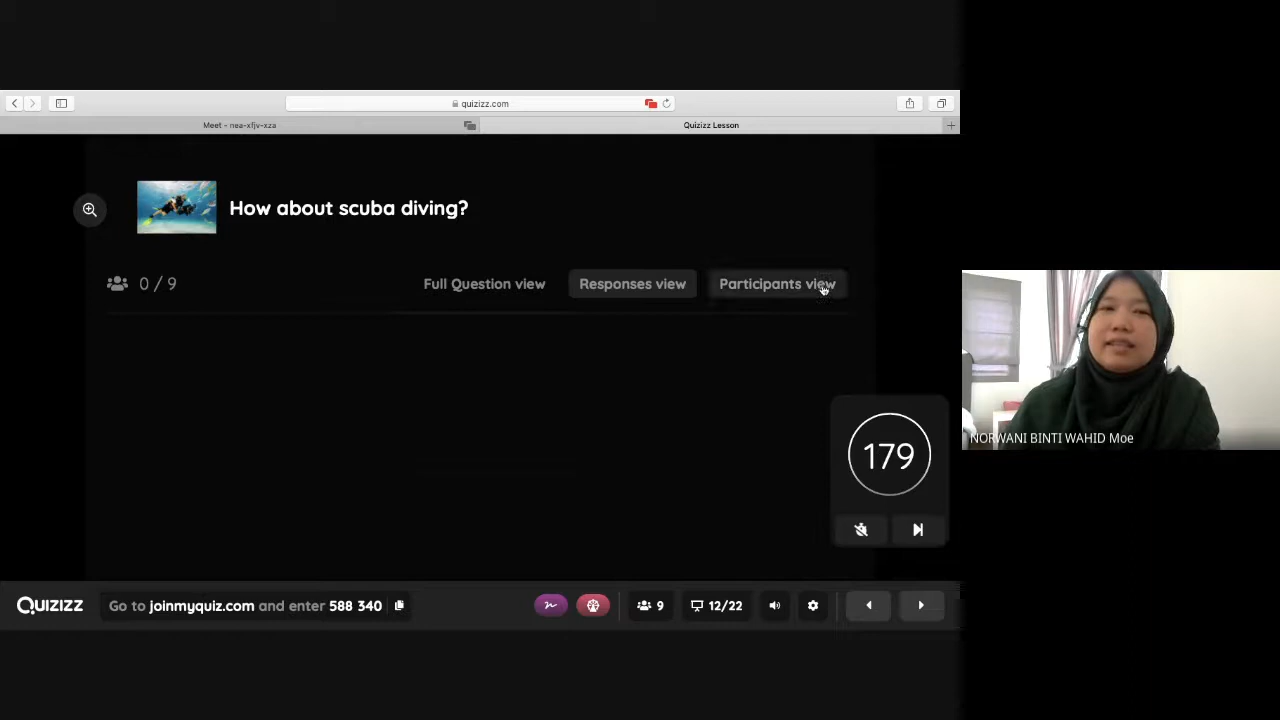 quizizz.com
Meet - nea-xfjv-xza
Quizizz Lesson
How about scuba diving?
0 / 9
Full Question view
Responses view
Participants view
179
NORWANI BINTI WAHID Moe
QUIZIZZ
Go to joinmyquiz.com and enter 588 340
9
12/22